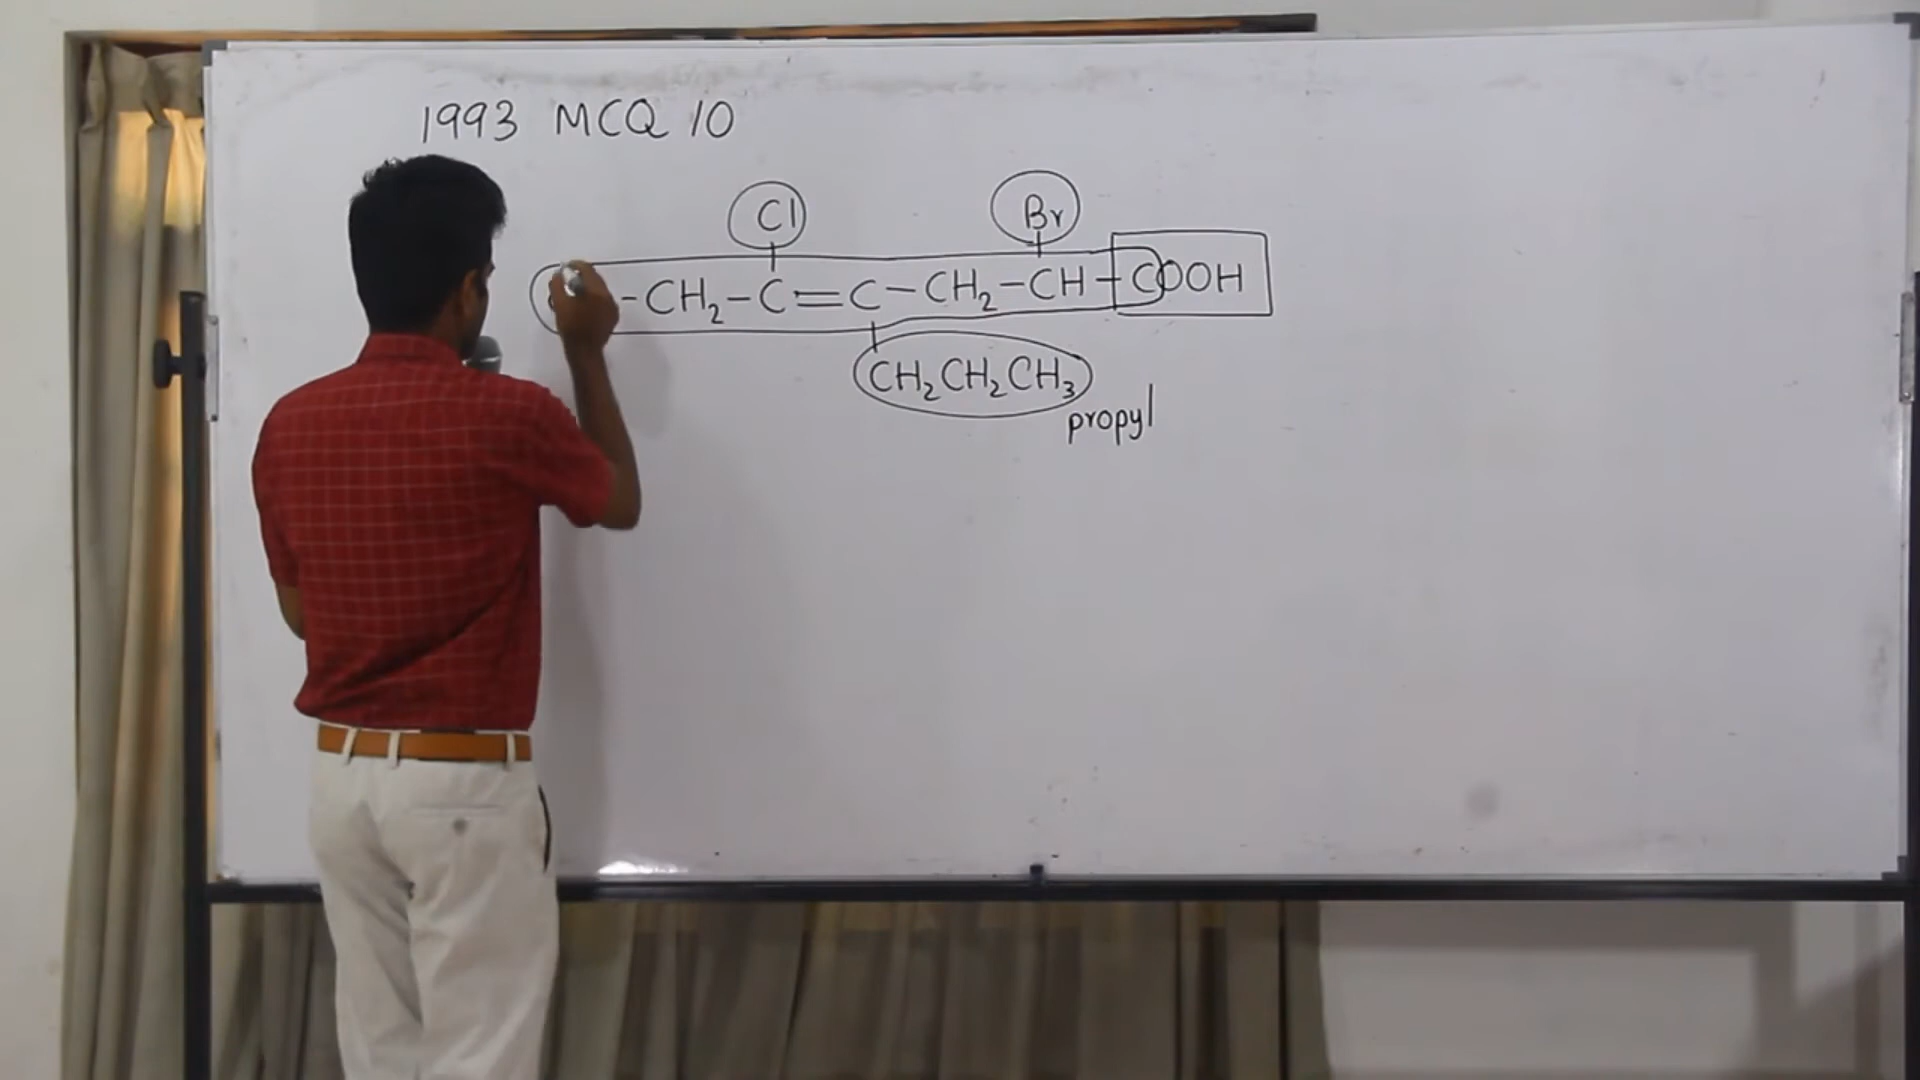 1993 MCQ 10
Cl Br
-CH₂-C=C-CH₂-CH-COOH
CH₂CH₂CH₃
propyl